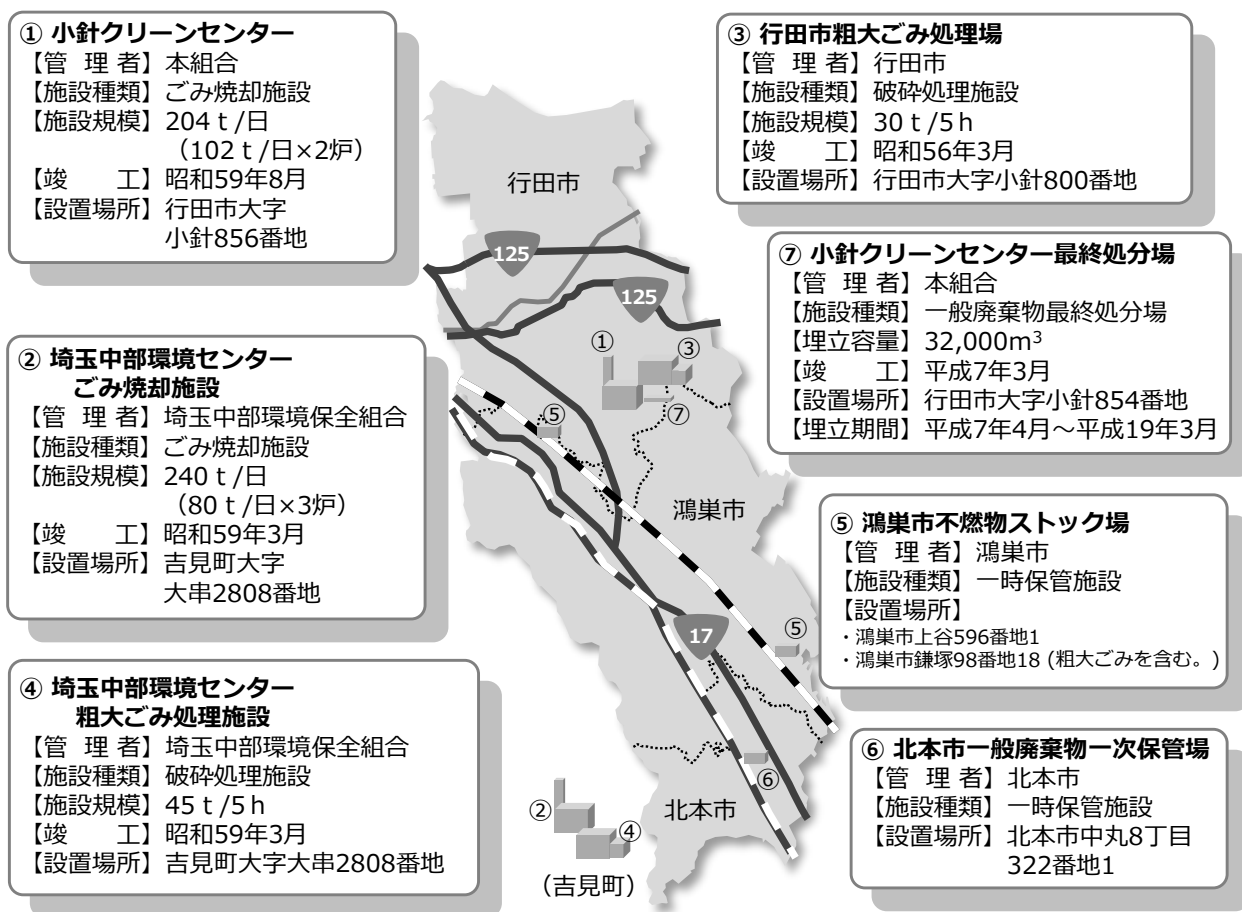 ① 小針クリーンセンター
【管 理 者】本組合
【施設種類】ごみ焼却施設
【施設規模】204ｔ/日
（102ｔ/日×2炉）
【竣　　工】昭和59年8月
【設置場所】行田市大字
小針856番地
② 埼玉中部環境センター
ごみ焼却施設
【管 理 者】埼玉中部環境保全組合
【施設種類】ごみ焼却施設
【施設規模】240ｔ/日
（80ｔ/日×3炉）
【竣　　工】昭和59年3月
【設置場所】吉見町大字
大串2808番地
④ 埼玉中部環境センター
粗大ごみ処理施設
【管 理 者】埼玉中部環境保全組合
【施設種類】破砕処理施設
【施設規模】45ｔ/5ｈ
【竣　　工】昭和59年3月
【設置場所】吉見町大字大串2808番地
行田市
125
125
①
③
⑤
⑦
鴻巣市
17
⑤
⑥
北本市
②
④
（吉見町）
③ 行田市粗大ごみ処理場
【管 理 者】行田市
【施設種類】破砕処理施設
【施設規模】30ｔ/5ｈ
【竣　　工】昭和56年3月
【設置場所】行田市大字小針800番地
⑦ 小針クリーンセンター最終処分場
【管 理 者】本組合
【施設種類】一般廃棄物最終処分場
【埋立容量】32,000m³
【竣　　工】平成7年3月
【設置場所】行田市大字小針854番地
【埋立期間】平成7年4月～平成19年3月
⑤ 鴻巣市不燃物ストック場
【管 理 者】鴻巣市
【施設種類】一時保管施設
【設置場所】
・鴻巣市上谷596番地1
・鴻巣市鎌塚98番地18 (粗大ごみを含む。)
⑥ 北本市一般廃棄物一次保管場
【管 理 者】北本市
【施設種類】一時保管施設
【設置場所】北本市中丸8丁目
322番地1